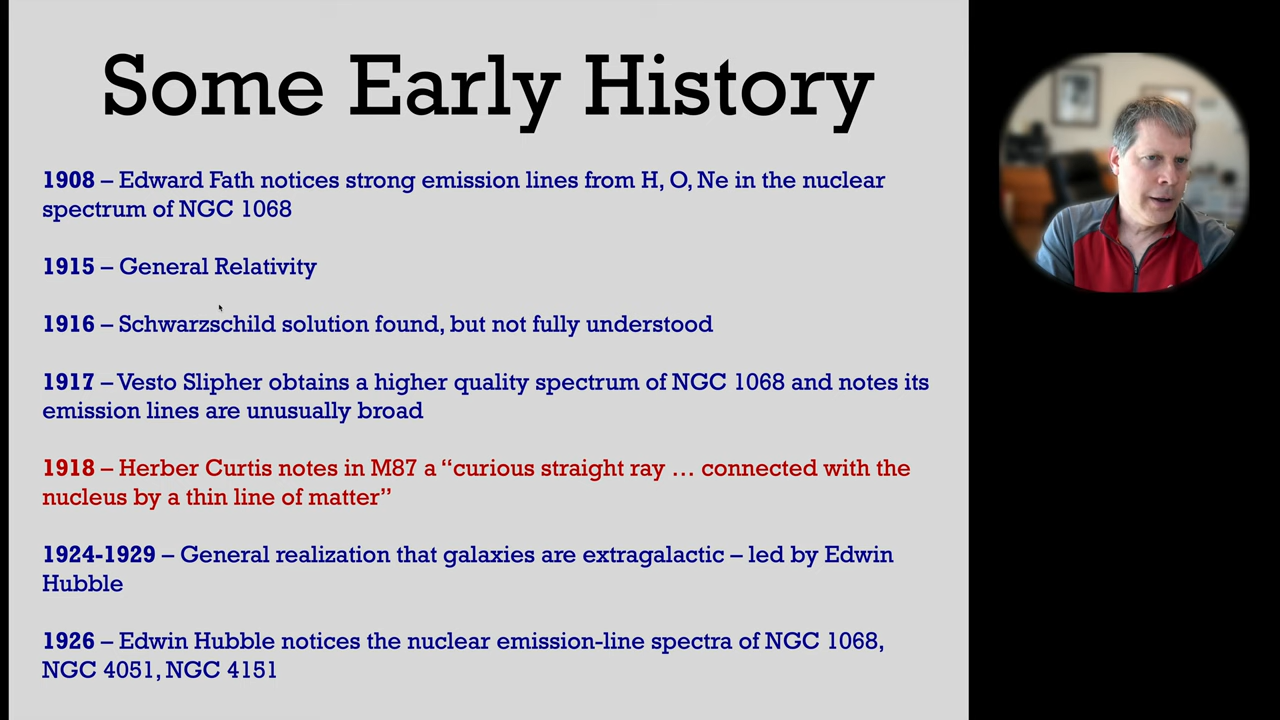 Some Early History
1908 – Edward Fath notices strong emission lines from H, O, Ne in the nuclear
spectrum of NGC 1068
1915 – General Relativity
1916 – Schwarzschild solution found, but not fully understood
1917 – Vesto Slipher obtains a higher quality spectrum of NGC 1068 and notes its
emission lines are unusually broad
1918 – Herber Curtis notes in M87 a “curious straight ray … connected with the
nucleus by a thin line of matter”
1924-1929 – General realization that galaxies are extragalactic – led by Edwin
Hubble
1926 – Edwin Hubble notices the nuclear emission-line spectra of NGC 1068,
NGC 4051, NGC 4151